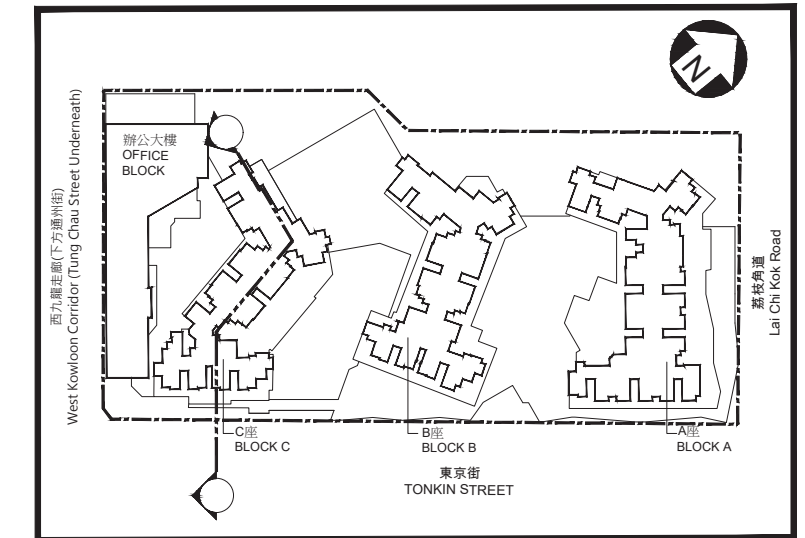 N
辦公大樓
OFFICE
BLOCK
西九龍走廊(下方通州街)
West Kowloon Corridor (Tung Chau Street Underneath)
荔枝角道
Lai Chi Kok Road
C座
BLOCK C
B座
BLOCK B
A座
BLOCK A
東京街
TONKIN STREET